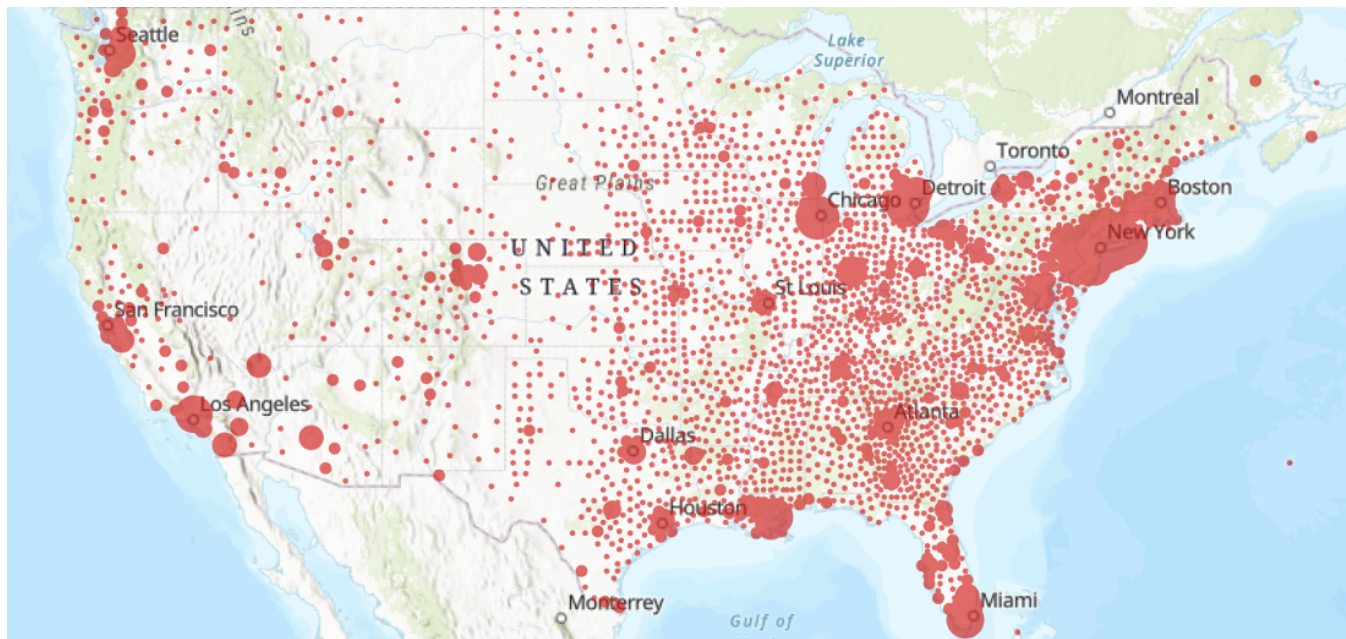 Seattle
ins
Lake
Superior
Montreal
Toronto
Great Plains
Chicago
Detroit
Boston
New York
UNITED
STATES
St Louis
San Francisco
Los Angeles
Atlanta
Dallas
Houston
Miami
Monterrey
Gulf of